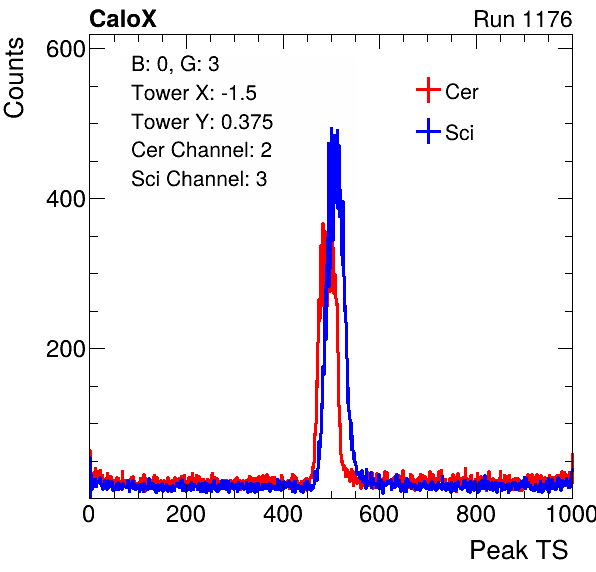 CaloX Run 1176
Counts
600
400
200
B: 0, G: 3
Tower X: -1.5
Tower Y: 0.375
Cer Channel: 2
Sci Channel: 3
Cer
Sci
0 200 400 600 800 1000
Peak TS